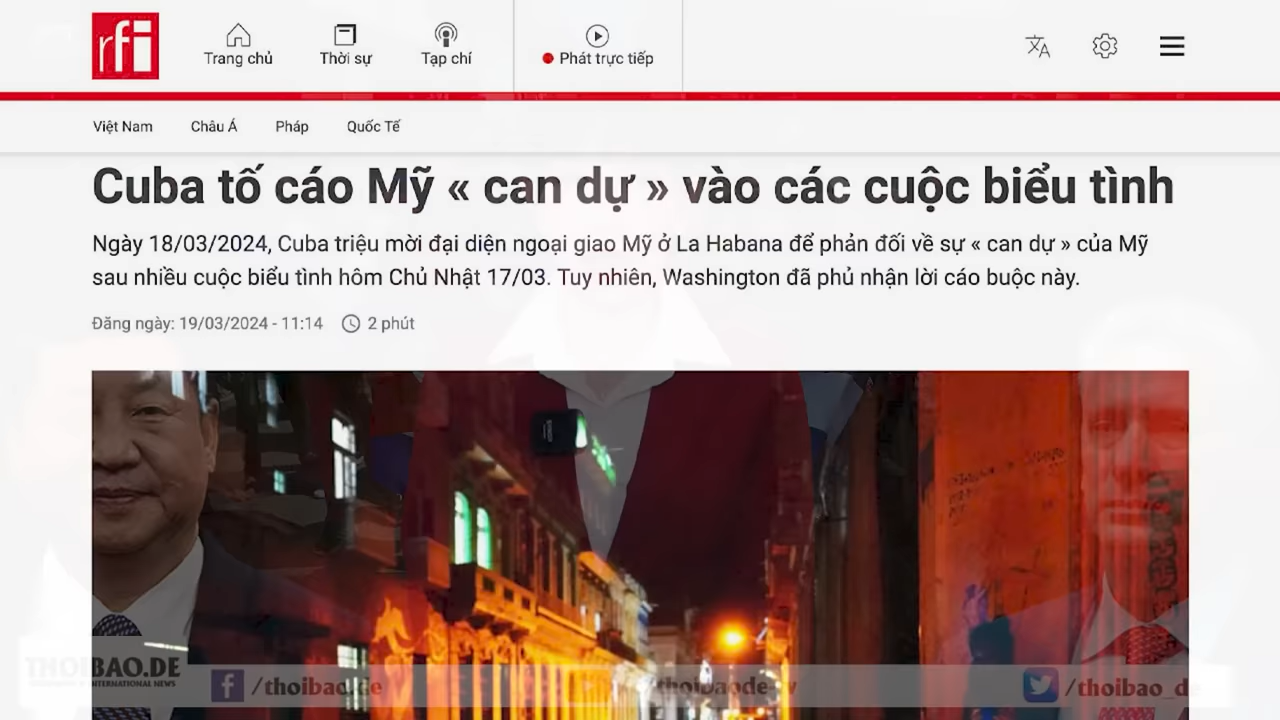 rfi
Trang chủ
Thời sự
Tạp chí
Phát trực tiếp
Việt Nam
Châu Á
Pháp
Quốc Tế
Cuba tố cáo Mỹ « can dự » vào các cuộc biểu tình
Ngày 18/03/2024, Cuba triệu mời đại diện ngoại giao Mỹ ở La Habana để phản đối về sự « can dự » của Mỹ
sau nhiều cuộc biểu tình hôm Chủ Nhật 17/03. Tuy nhiên, Washington đã phủ nhận lời cáo buộc này.
Đăng ngày: 19/03/2024 - 11:14
2 phút
THOIBAO.DE
INTERNATIONAL NEWS
/thoibao.de
/thoibao_de